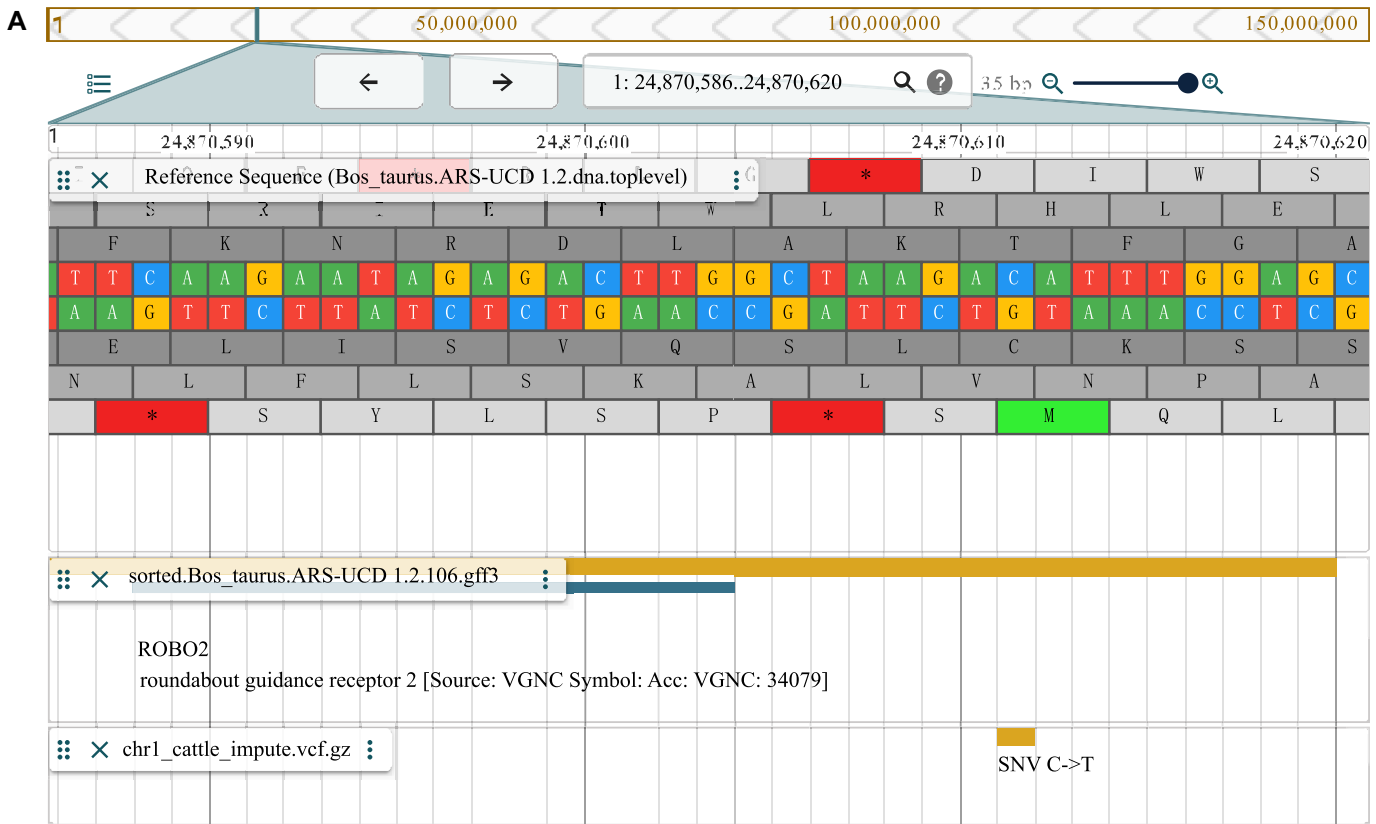 A
1 50,000,000 100,000,000 150,000,000
1: 24,870,586..24,870,620 ? 35 bp
1
24,870,590 24,870,600 24,870,610 24,870,620
Reference Sequence (Bos_taurus.ARS-UCD 1.2.dna.toplevel) G * D I W S
S R I E T W L R H L E
F K N R D L A K T F G A
T T C A A G A A T A G A G A C T T G G C T A A G A C A T T T G G A G C
A A G T T C T T A T C T C T G A A C C G A T T C T G T A A A C C T C G
E L I S V Q S L C K S S
N L F L S K A L V N P A
* S Y L S P * S M Q L
sorted.Bos_taurus.ARS-UCD 1.2.106.gff3
ROBO2
roundabout guidance receptor 2 [Source: VGNC Symbol: Acc: VGNC: 34079]
chr1_cattle_impute.vcf.gz
SNV C->T